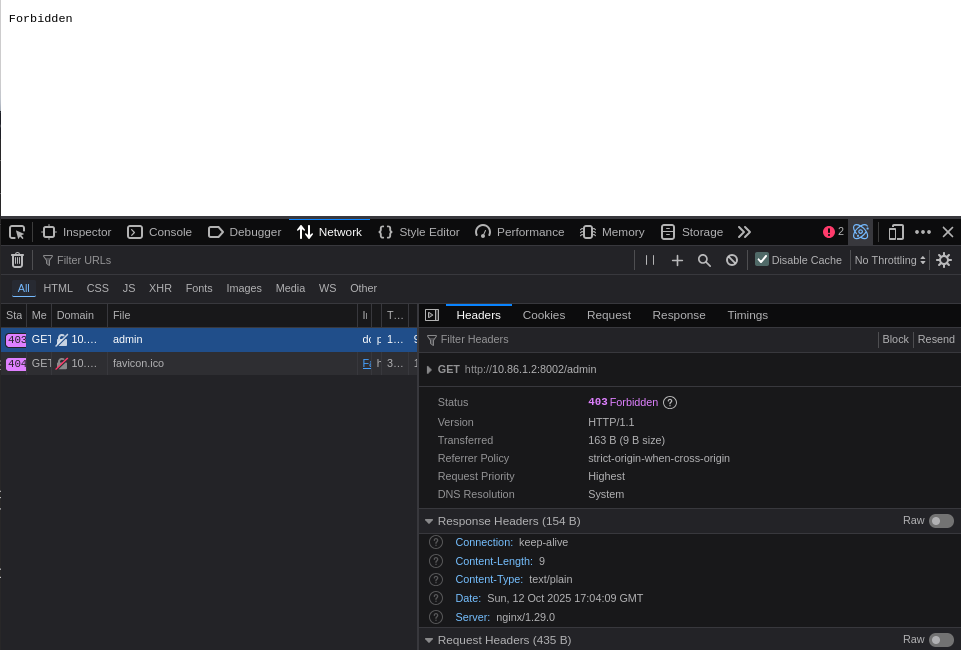 Forbidden
Inspector Console Debugger Network Style Editor Performance Memory Storage 2
Filter URLs Disable Cache No Throttling
All HTML CSS JS XHR Fonts Images Media WS Other
Sta Me Domain File T…
403 GET 10.… admin 1…
404 GET 10.… favicon.ico 3…
Headers Cookies Request Response Timings
Filter Headers Block Resend
GET http://10.86.1.2:8002/admin
Status 403 Forbidden ?
Version HTTP/1.1
Transferred 163 B (9 B size)
Referrer Policy strict-origin-when-cross-origin
Request Priority Highest
DNS Resolution System
Response Headers (154 B) Raw
? Connection: keep-alive
? Content-Length: 9
? Content-Type: text/plain
? Date: Sun, 12 Oct 2025 17:04:09 GMT
? Server: nginx/1.29.0
Request Headers (435 B) Raw